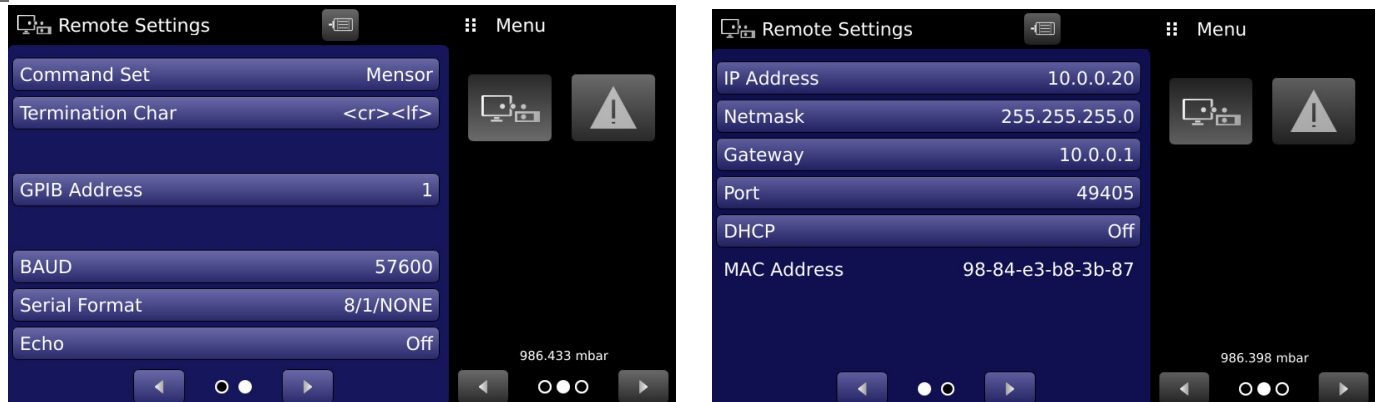 Remote Settings
Menu
Command Set Mensor
Termination Char <cr><lf>
GPIB Address 1
BAUD 57600
Serial Format 8/1/NONE
Echo Off
986.433 mbar
Remote Settings
Menu
IP Address 10.0.0.20
Netmask 255.255.255.0
Gateway 10.0.0.1
Port 49405
DHCP Off
MAC Address 98-84-e3-b8-3b-87
986.398 mbar